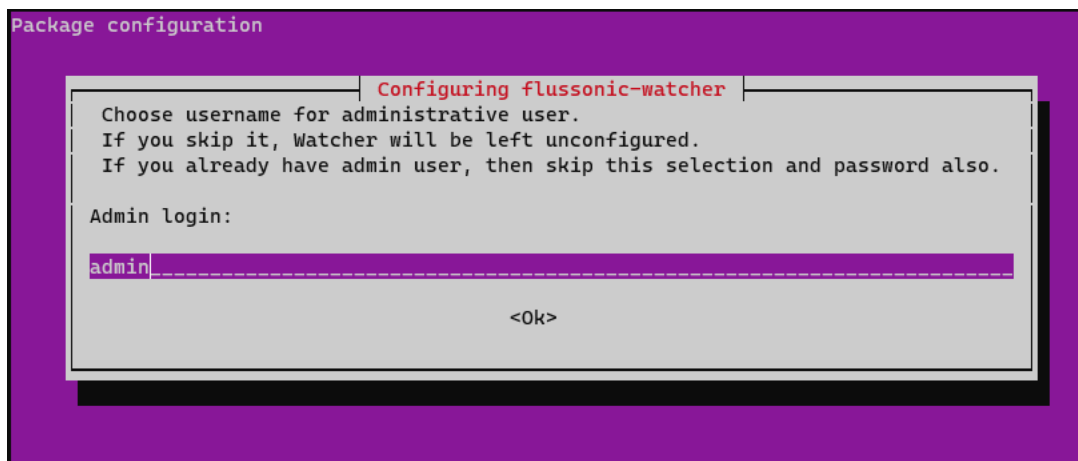 Package configuration
Configuring flussonic-watcher
Choose username for administrative user.
If you skip it, Watcher will be left unconfigured.
If you already have admin user, then skip this selection and password also.
Admin login:
admin
<Ok>